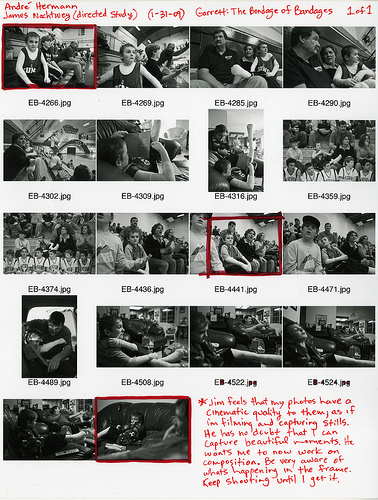 André Hermann
James Nachtwey (directed study) (1-31-09) Garrett: The Bondage of Bandages 1 of 1
EB-4266.jpg EB-4269.jpg EB-4285.jpg EB-4290.jpg
EB-4302.jpg EB-4309.jpg EB-4316.jpg EB-4359.jpg
EB-4374.jpg EB-4436.jpg EB-4441.jpg EB-4471.jpg
EB-4489.jpg EB-4508.jpg EB-4522.jpg EB-4524.jpg
*Jim feels that my photos have a
cinematic quality to them; as if
im filming and capturing stills.
He has no doubt that I can
capture beautiful moments. He
wants me to now work on
composition. Be very aware of
whats happening in the frame.
Keep shooting until I get it.